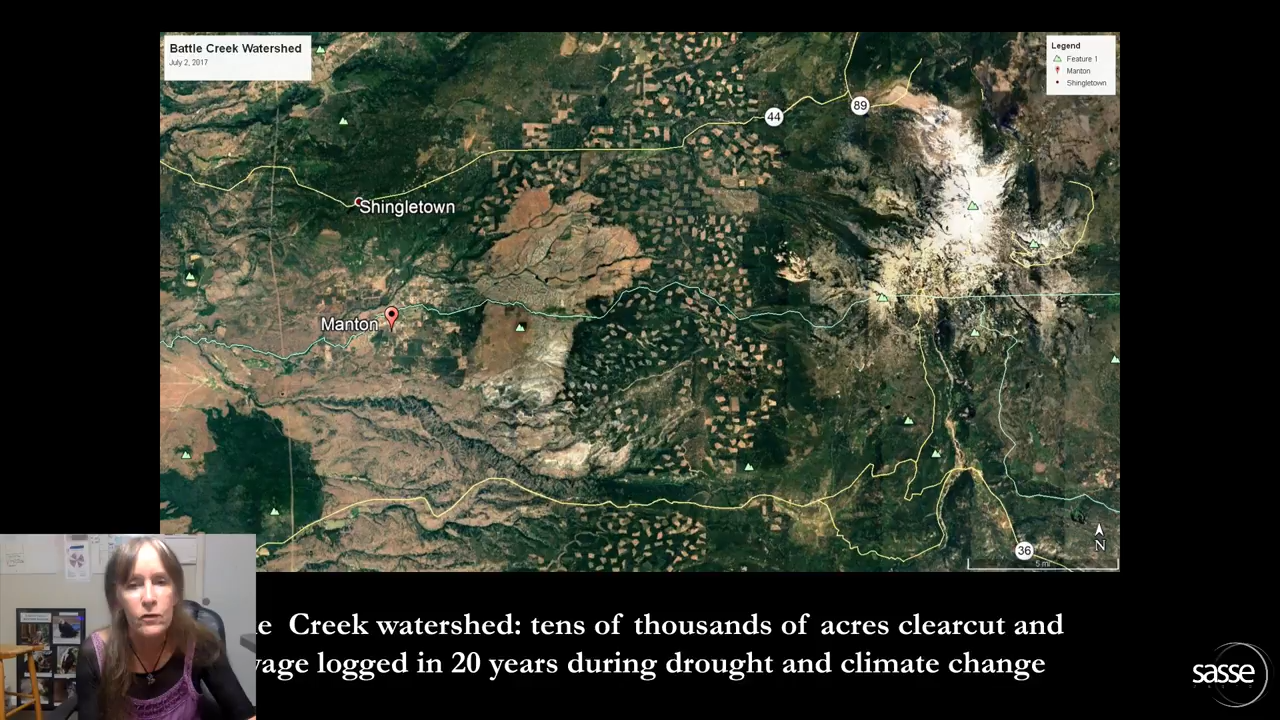 Battle Creek Watershed
July 2, 2017
Legend
Feature 1
Manton
Shingletown
44
89
Shingletown
Manton
36
N
5 mi
Creek watershed: tens of thousands of acres clearcut and
logged in 20 years during drought and climate change
sasse